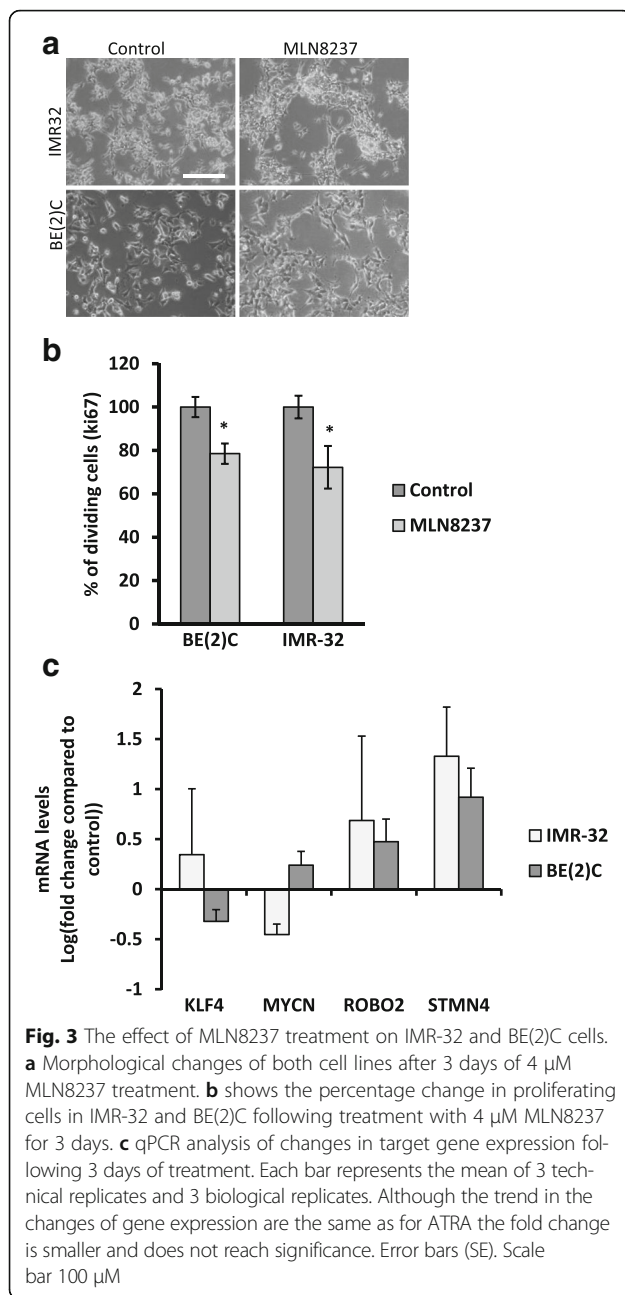 a
Control MLN8237
IMR32
BE(2)C
b
120
100
80
60
40
20
0
% of dividing cells (ki67)
*
*
Control
MLN8237
BE(2)C IMR-32
c
2
1.5
1
0.5
0
-0.5
-1
mRNA levels
Log(fold change compared to
control))
IMR-32
BE(2)C
KLF4 MYCN ROBO2 STMN4
Fig. 3 The effect of MLN8237 treatment on IMR-32 and BE(2)C cells.
a Morphological changes of both cell lines after 3 days of 4 μM
MLN8237 treatment. b shows the percentage change in proliferating
cells in IMR-32 and BE(2)C following treatment with 4 μM MLN8237
for 3 days. c qPCR analysis of changes in target gene expression fol-
lowing 3 days of treatment. Each bar represents the mean of 3 tech-
nical replicates and 3 biological replicates. Although the trend in the
changes of gene expression are the same as for ATRA the fold change
is smaller and does not reach significance. Error bars (SE). Scale
bar 100 μM